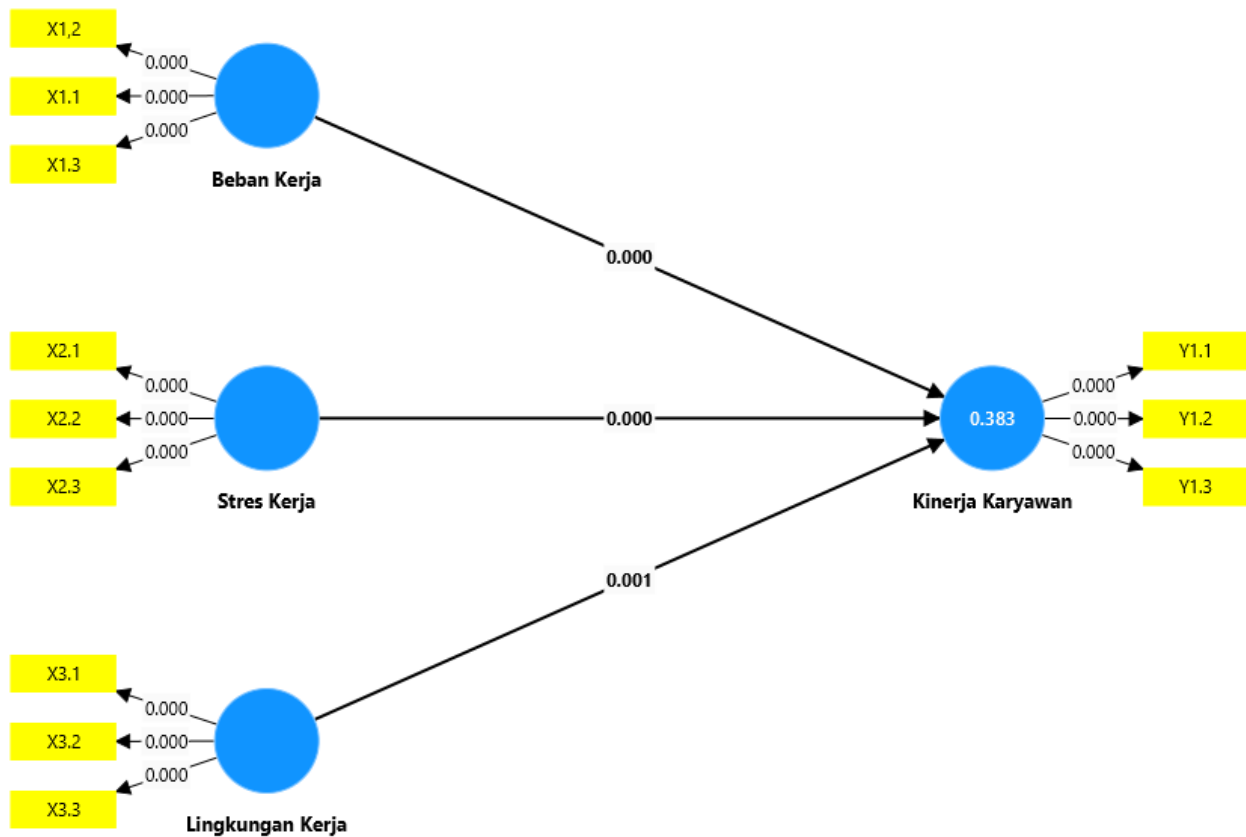 X1,2
0.000
X1.1
0.000
X1.3
0.000
Beban Kerja
0.000
X2.1
0.000
X2.2
0.000
X2.3
0.000
Stres Kerja
0.000
X3.1
0.000
X3.2
0.000
X3.3
0.000
Lingkungan Kerja
0.001
0.383
Kinerja Karyawan
0.000
Y1.1
0.000
Y1.2
0.000
Y1.3